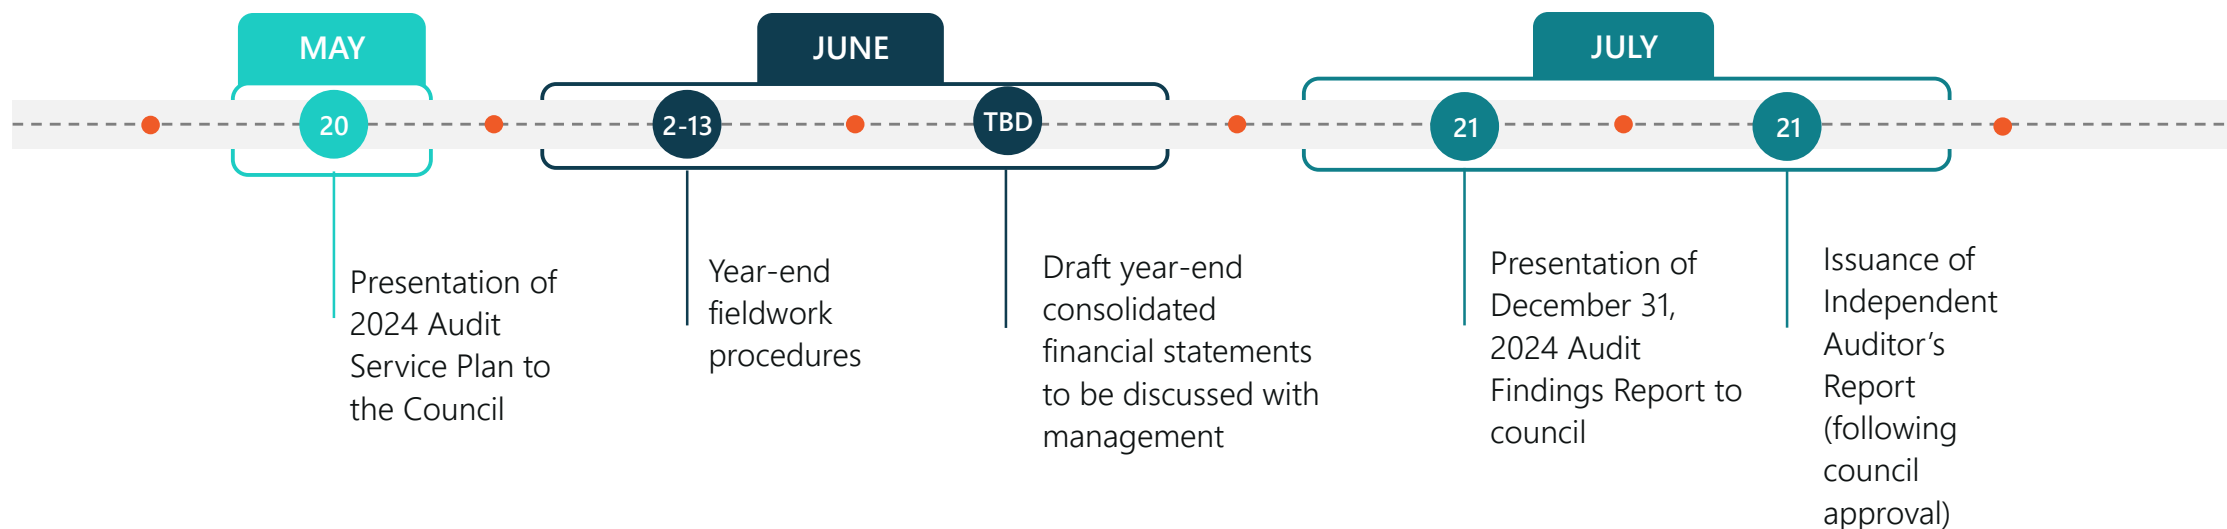 MAY
JUNE
JULY
20
2-13
TBD
21
21
Presentation of
2024 Audit
Service Plan to
the Council
Year-end
fieldwork
procedures
Draft year-end
consolidated
financial statements
to be discussed with
management
Presentation of
December 31,
2024 Audit
Findings Report to
council
Issuance of
Independent
Auditor’s
Report
(following
council
approval)